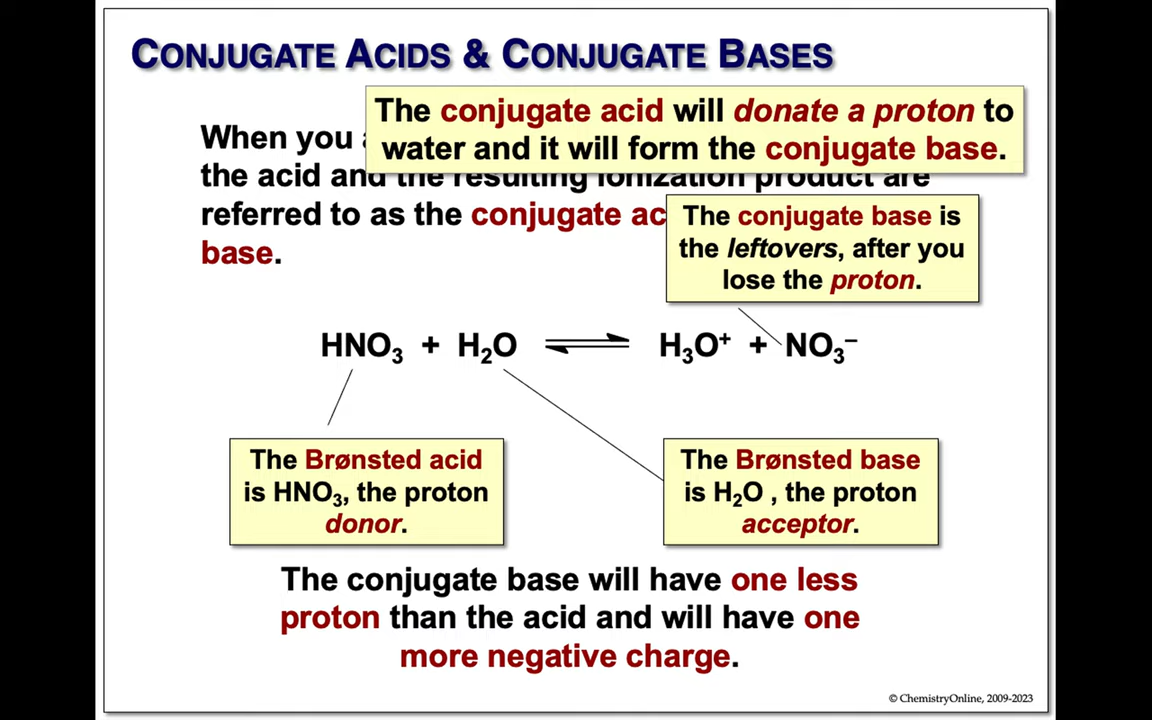 CONJUGATE ACIDS & CONJUGATE BASES
The conjugate acid will donate a proton to
water and it will form the conjugate base.
When you
the acid and the resulting ionization product are
referred to as the conjugate ac
base.
The conjugate base is
the leftovers, after you
lose the proton.
HNO₃ + H₂O ⇌ H₃O⁺ + NO₃⁻
The Brønsted acid
is HNO₃, the proton
donor.
The Brønsted base
is H₂O , the proton
acceptor.
The conjugate base will have one less
proton than the acid and will have one
more negative charge.
© ChemistryOnline, 2009-2023